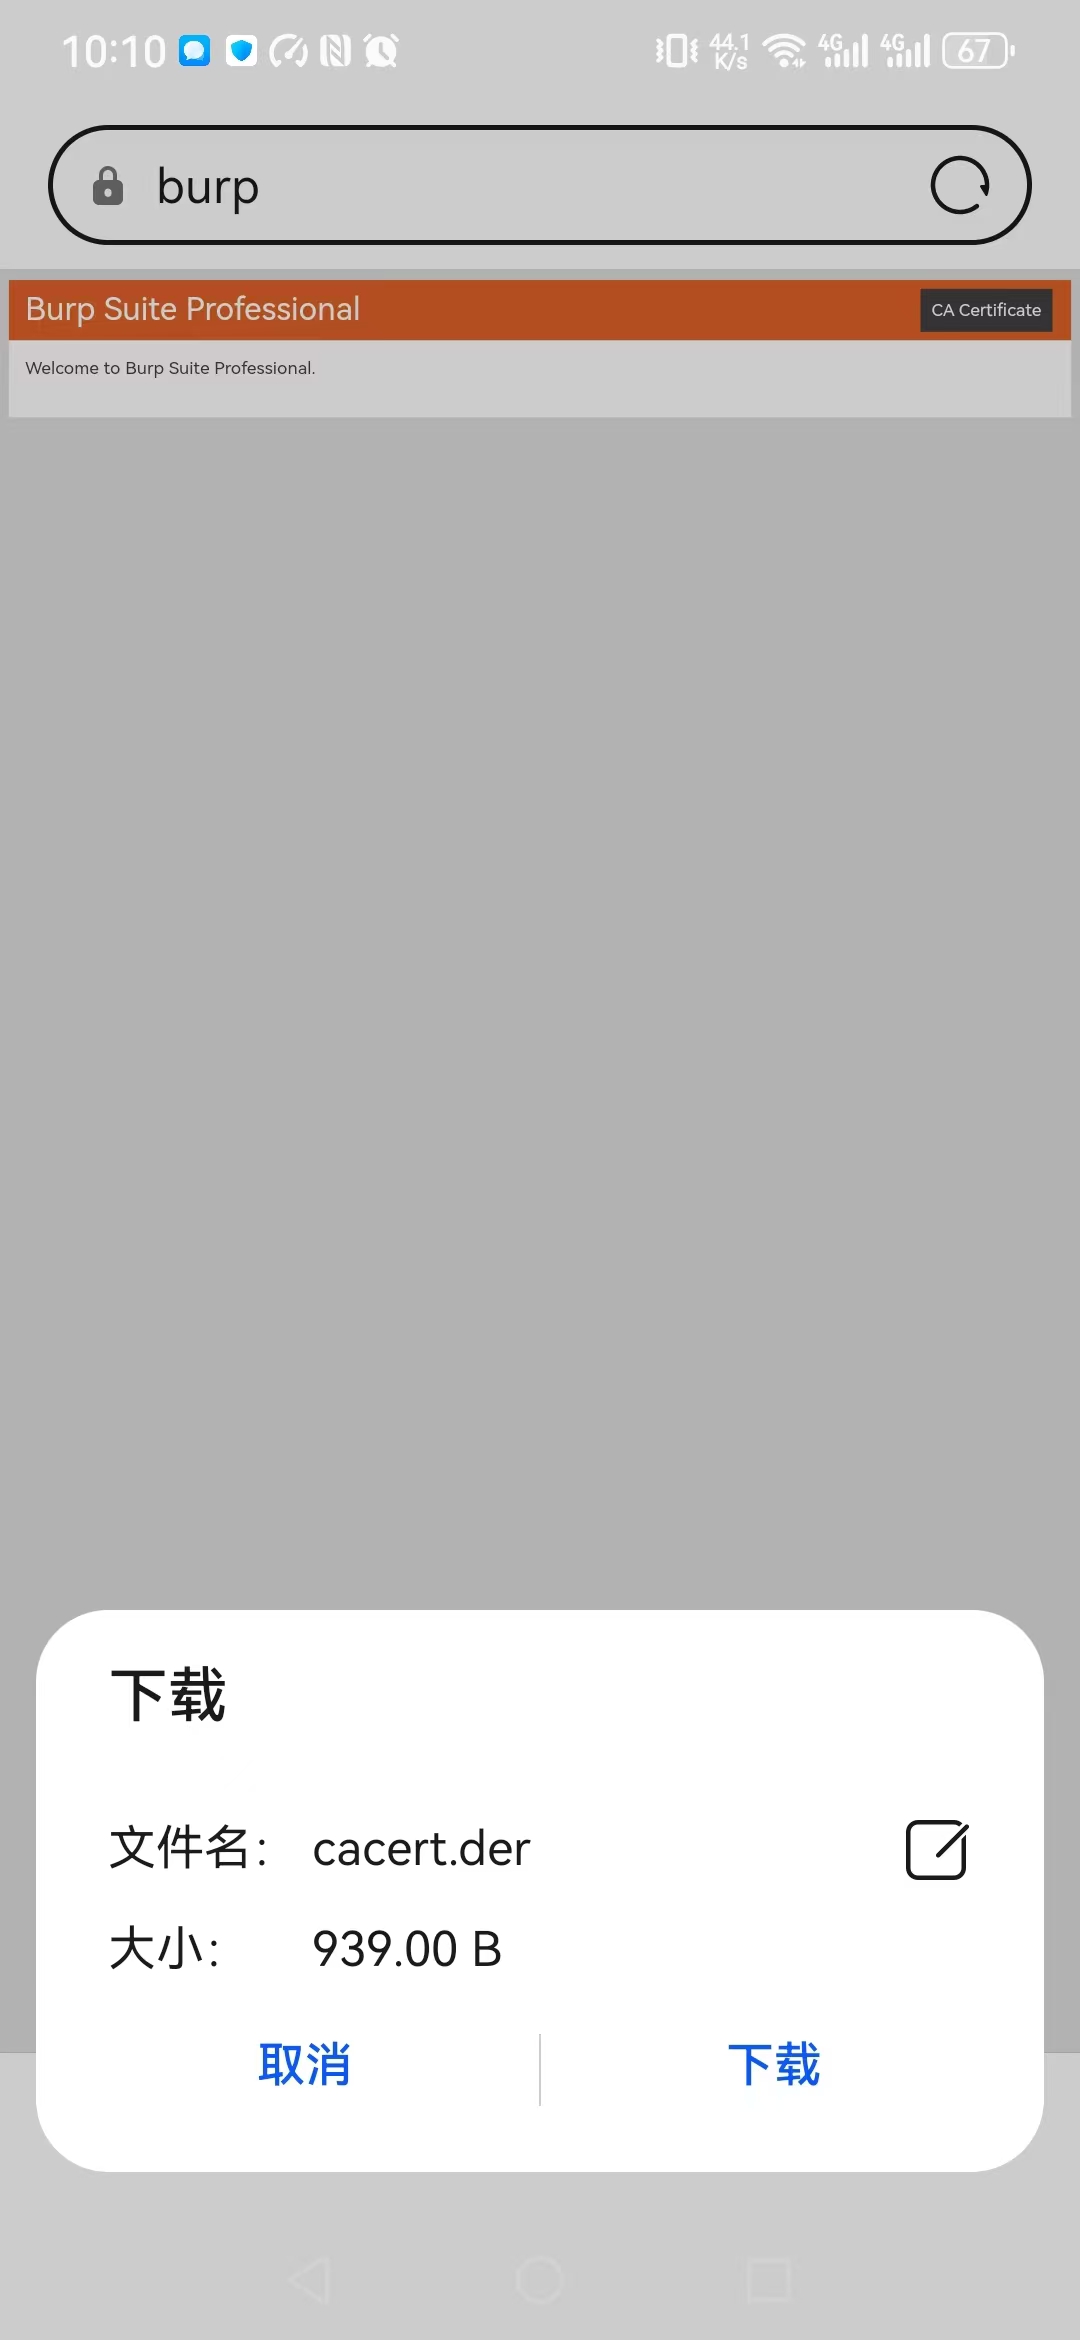 10:10 44.1 K/s 4G 4G 67
burp
Burp Suite Professional CA Certificate
Welcome to Burp Suite Professional.
下载
文件名： cacert.der
大小： 939.00 B
取消 下载